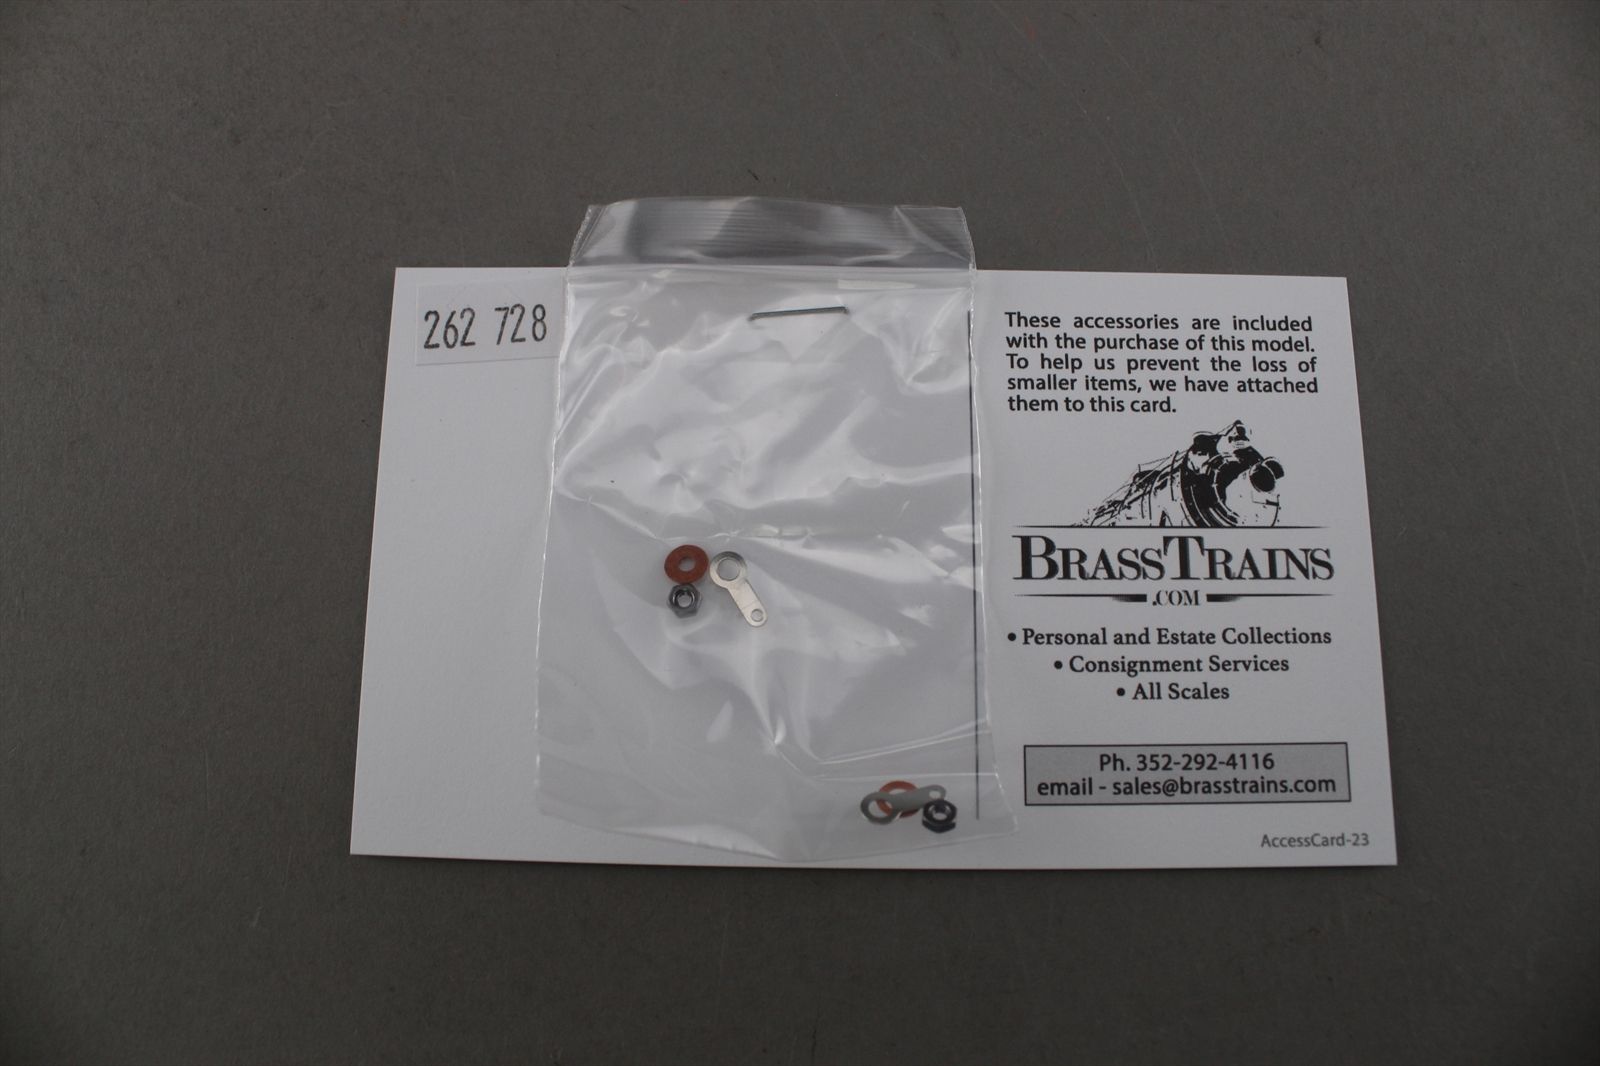 262 728
These accessories are included
with the purchase of this model.
To help us prevent the loss of
smaller items, we have attached
them to this card.
BRASSTRAINS
.COM
• Personal and Estate Collections
• Consignment Services
• All Scales
Ph. 352-292-4116
email - sales@brasstrains.com
AccessCard-23